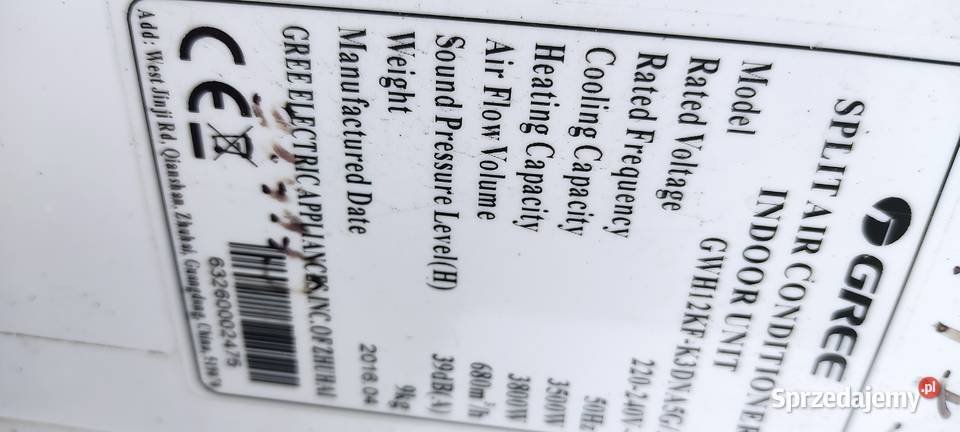 GREE
SPLIT AIR CONDITIONER
INDOOR UNIT
Model GWH12KF-K3DNA5G/
Rated Voltage 220-240V
Rated Frequency 50Hz
Cooling Capacity 3500W
Heating Capacity 3800W
Air Flow Volume 680m³/h
Sound Pressure Level(H) 39dB(A)
Weight 9kg
Manufactured Date 2016.04
GREE ELECTRIC APPLIANCES,INC.OF ZHUHAI
CE
63260002475
Add: West Jinji Rd, Qianshan, Zhuhai, Guangdong, China,
Sprzedajemy.pl